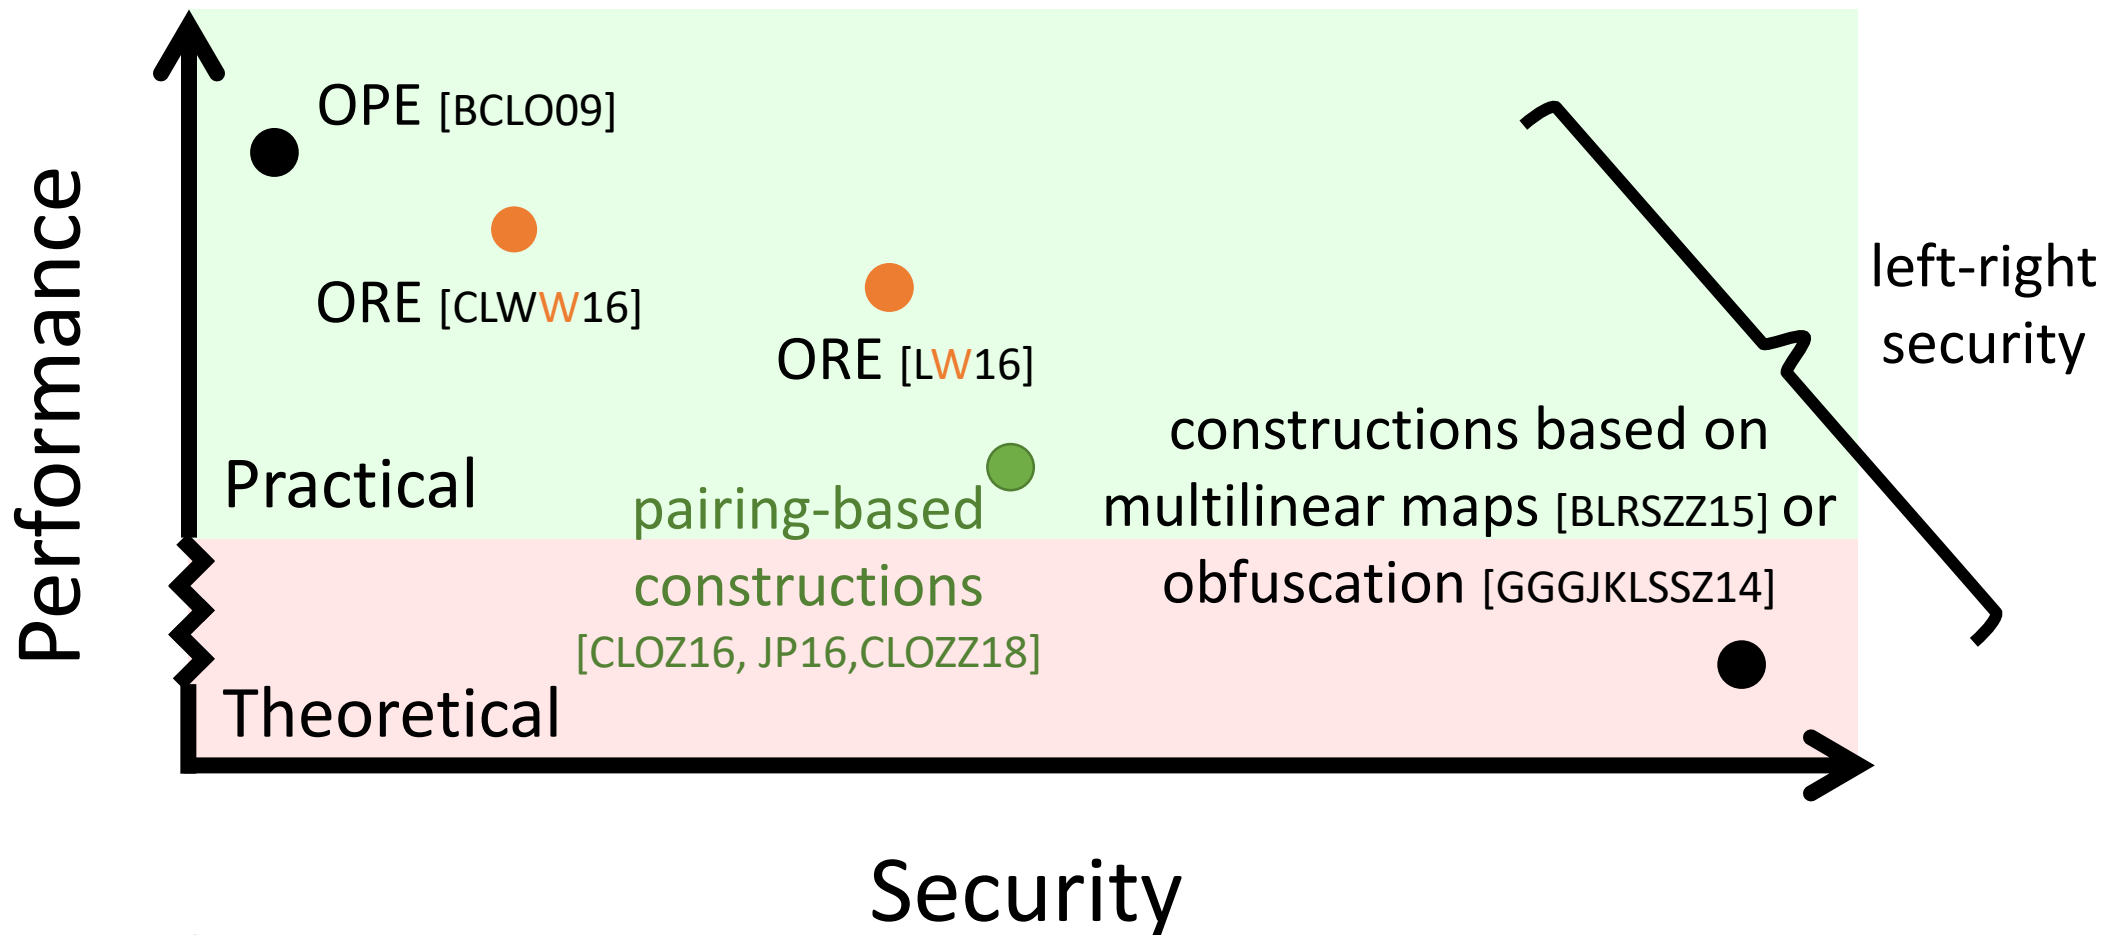 Performance
OPE [BCLO09]
ORE [CLWW16]
ORE [LW16]
left-right
security
Practical
pairing-based
constructions
[CLOZ16, JP16,CLOZZ18]
constructions based on
multilinear maps [BLRSZZ15] or
obfuscation [GGGJKLSSZ14]
Theoretical
Security